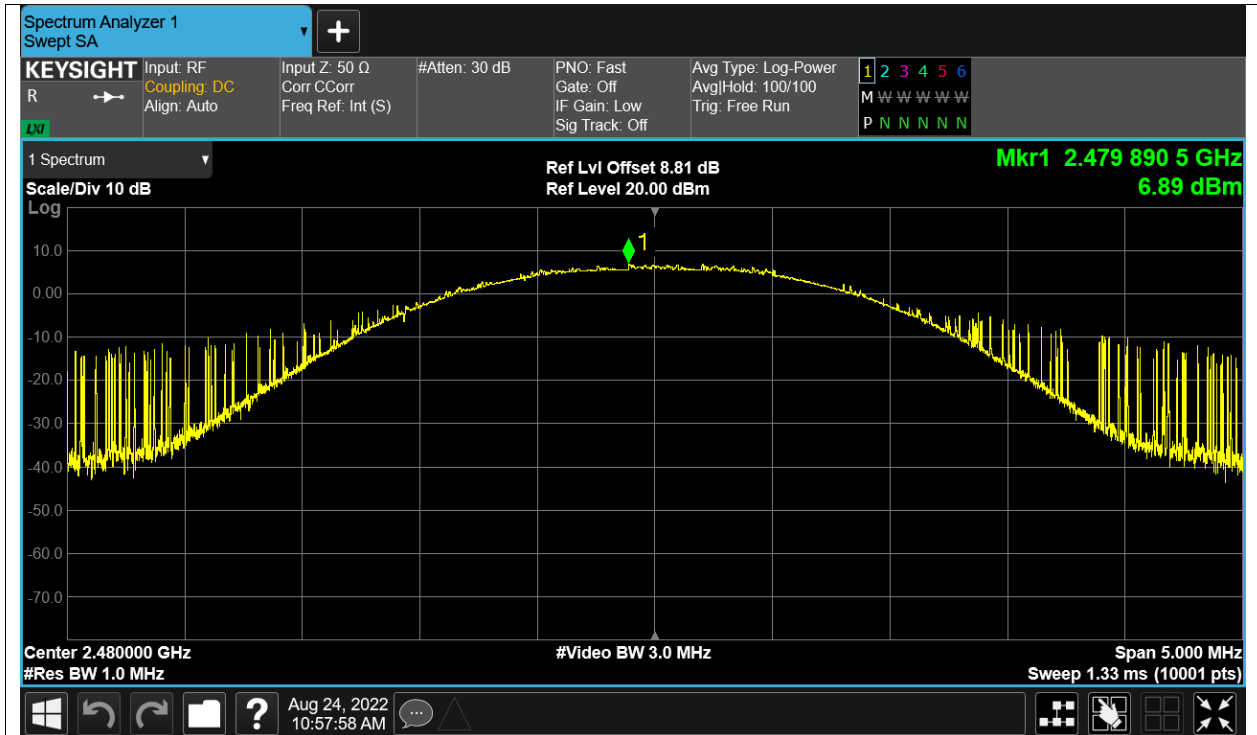 Spectrum Analyzer 1
Swept SA
+
KEYSIGHT
R
LXI
Input: RF
Coupling: DC
Align: Auto
Input Z: 50 Ω
Corr CCorr
Freq Ref: Int (S)
#Atten: 30 dB
PNO: Fast
Gate: Off
IF Gain: Low
Sig Track: Off
Avg Type: Log-Power
Avg|Hold: 100/100
Trig: Free Run
1 2 3 4 5 6
M W W W W W
P N N N N N
1 Spectrum
Scale/Div 10 dB
Log
Ref Lvl Offset 8.81 dB
Ref Level 20.00 dBm
Mkr1 2.479 890 5 GHz
6.89 dBm
1
10.0
0.00
-10.0
-20.0
-30.0
-40.0
-50.0
-60.0
-70.0
Center 2.480000 GHz
#Res BW 1.0 MHz
#Video BW 3.0 MHz
Span 5.000 MHz
Sweep 1.33 ms (10001 pts)
?
Aug 24, 2022
10:57:58 AM